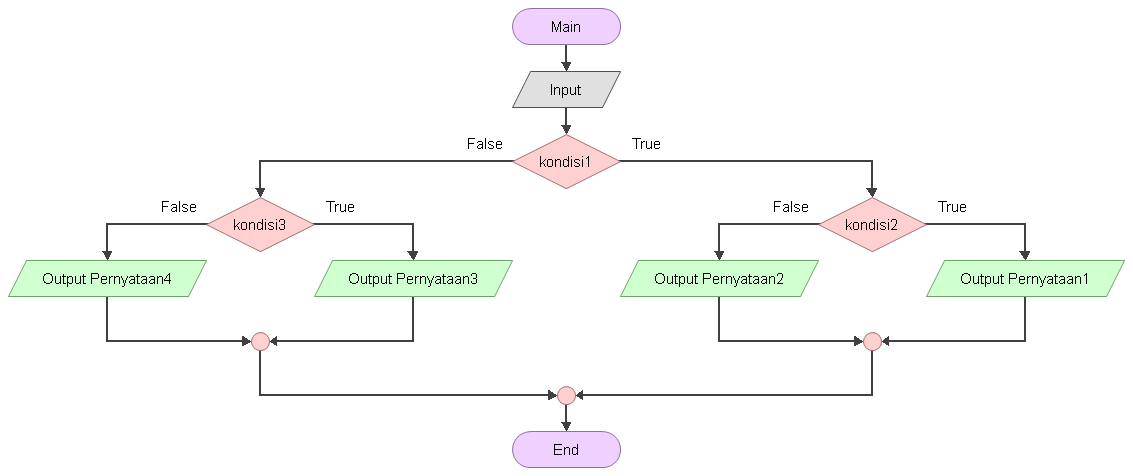 Main
Input
False
True
kondisi1
False
True
False
True
kondisi3
kondisi2
Output Pernyataan4
Output Pernyataan3
Output Pernyataan2
Output Pernyataan1
End